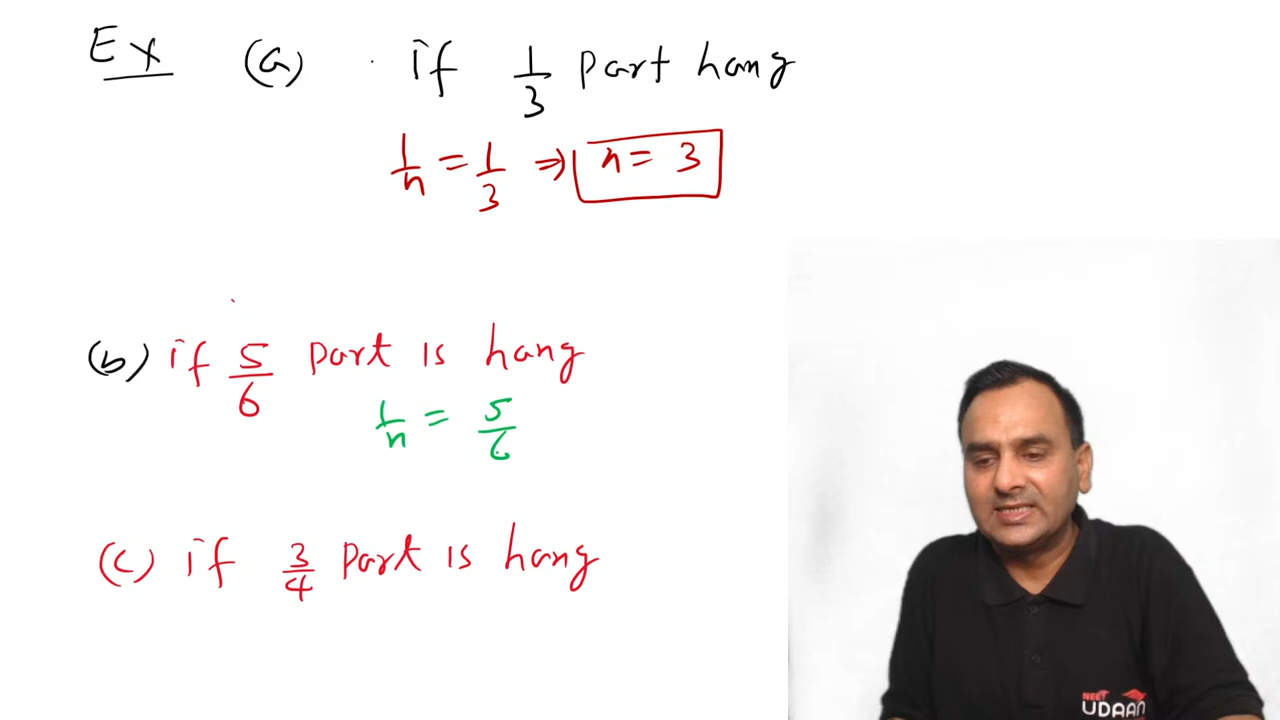 Ex (a) if 1/3 part hang
1/n = 1/3 ⇒ n = 3
(b) if 5/6 part is hang
1/n = 5/6
(c) if 3/4 part is hang
NEET
UDAAN